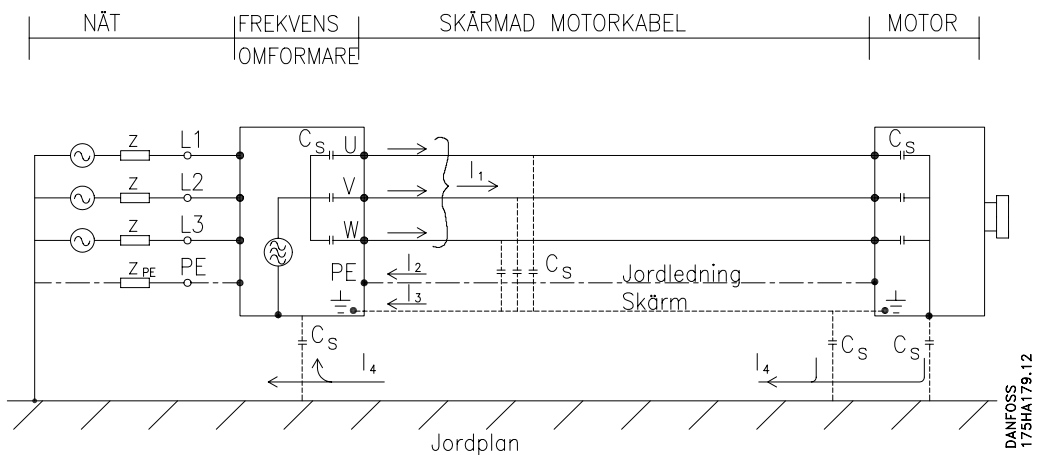 NÄT
FREKVENS
OMFORMARE
SKÄRMAD MOTORKABEL
MOTOR
Z L1
Z L2
Z L3
Z PE PE
C S U
V
W
PE
I 1
I 2
I 3
C S
Jordledning
Skärm
C S
C S
I 4
I 4
C S
C S
Jordplan
DANFOSS
175HA179.12